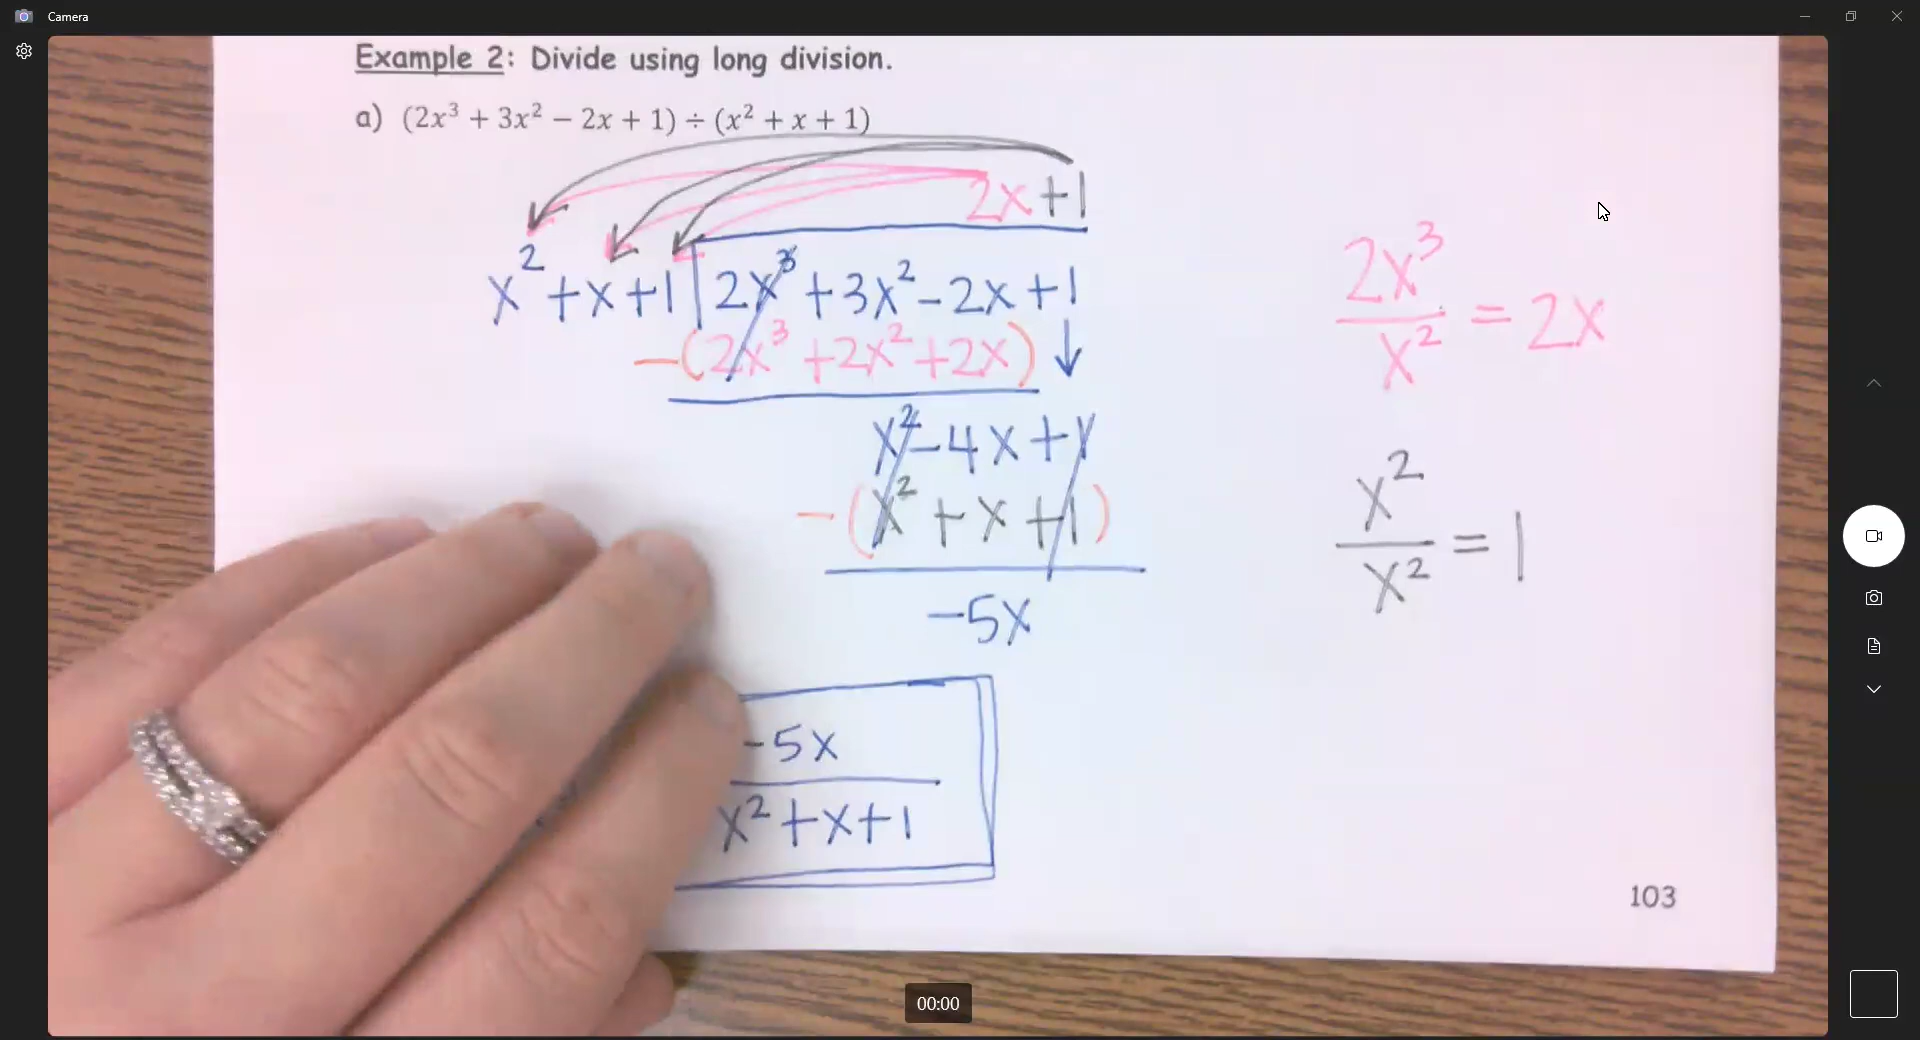 Camera
Example 2: Divide using long division.
a) (2x³ + 3x² − 2x + 1) ÷ (x² + x + 1)
2x +1
x² + x + 1 2x³ + 3x² - 2x + 1
-(2x³ + 2x² + 2x)
x² - 4x + 1
-(x² + x + 1)
-5x
-5x
x² + x + 1
2x³
x² = 2x
x²
x² = 1
103
00:00